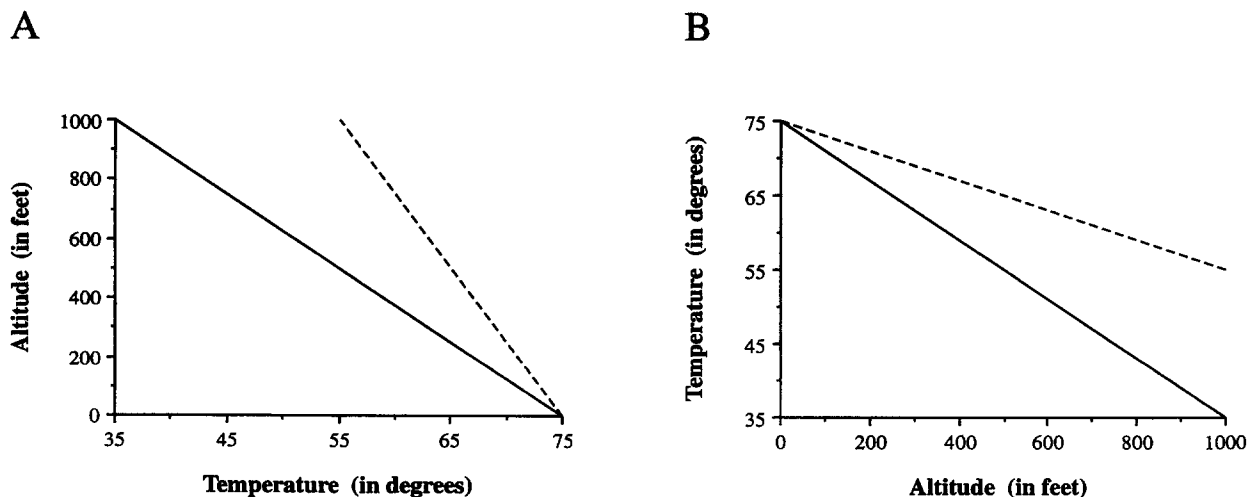 A
1000
800
600
400
200
0
Altitude (in feet)
35 45 55 65 75
Temperature (in degrees)
B
75
65
55
45
35
Temperature (in degrees)
0 200 400 600 800 1000
Altitude (in feet)